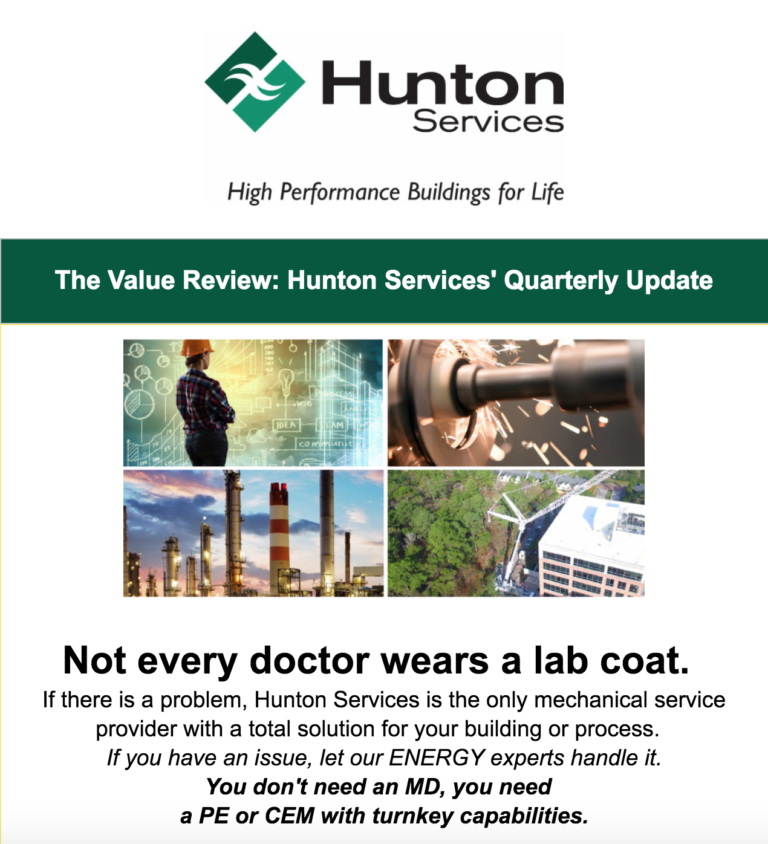 Hunton
Services
High Performance Buildings for Life
The Value Review: Hunton Services' Quarterly Update
IDEA
TEAM
community
Not every doctor wears a lab coat.
If there is a problem, Hunton Services is the only mechanical service
provider with a total solution for your building or process.
If you have an issue, let our ENERGY experts handle it.
You don't need an MD, you need
a PE or CEM with turnkey capabilities.